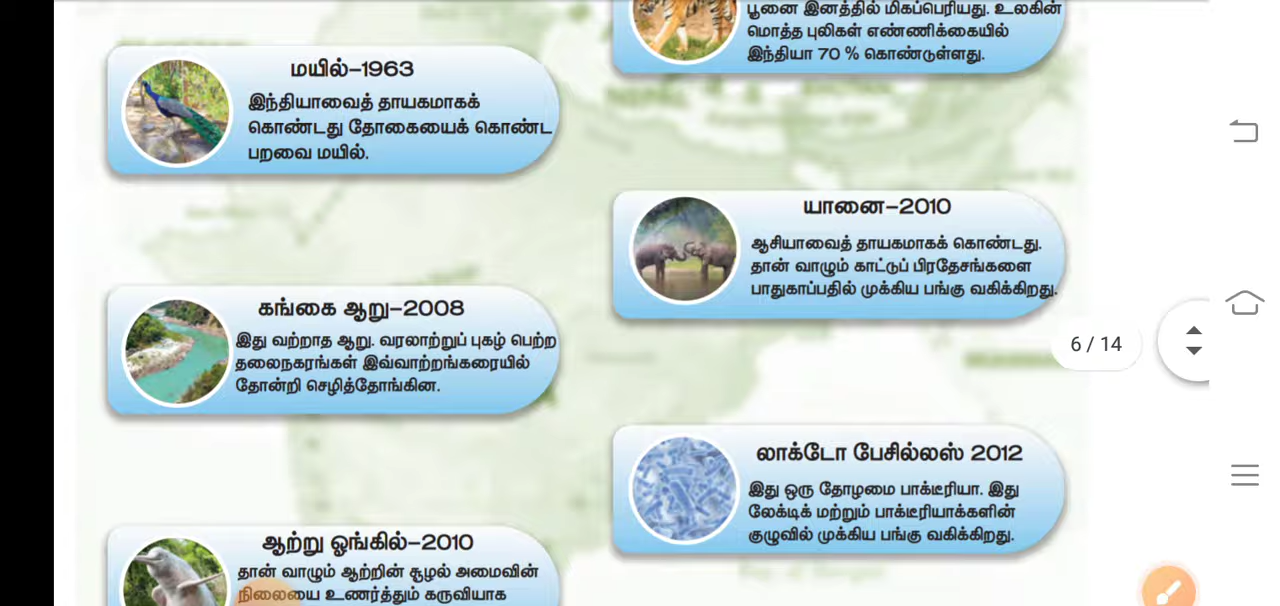 பூனை இனத்தில் மிகப்பெரியது. உலகின்
மொத்த புலிகள் எண்ணிக்கையில்
இந்தியா 70 % கொண்டுள்ளது.
மயில்–1963
இந்தியாவைத் தாயகமாகக்
கொண்டது தோகையைக் கொண்ட
பறவை மயில்.
யானை–2010
ஆசியாவைத் தாயகமாகக் கொண்டது.
தான் வாழும் காட்டுப் பிரதேசங்களை
பாதுகாப்பதில் முக்கிய பங்கு வகிக்கிறது.
கங்கை ஆறு–2008
இது வற்றாத ஆறு. வரலாற்றுப் புகழ் பெற்ற
தலைநகரங்கள் இவ்வாற்றங்கரையில்
தோன்றி செழித்தோங்கின.
6 / 14
லாக்டோ பேசில்லஸ் 2012
இது ஒரு தோழமை பாக்டீரியா. இது
லேக்டிக் மற்றும் பாக்டீரியாக்களின்
குழுவில் முக்கிய பங்கு வகிக்கிறது.
ஆற்று ஓங்கில்–2010
தான் வாழும் ஆற்றின் சூழல் அமைவின்
நிலையை உணர்த்தும் கருவியாக